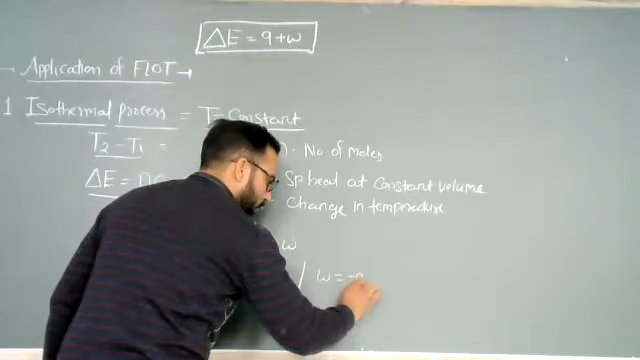 ΔE = q+w
→ Application of FLOT →
1 Isothermal process = T = Constant
T2 - T1 =
n . No of moles
ΔE = n
Sp head at Constant volume
Change in temperature
w
/ w = -q